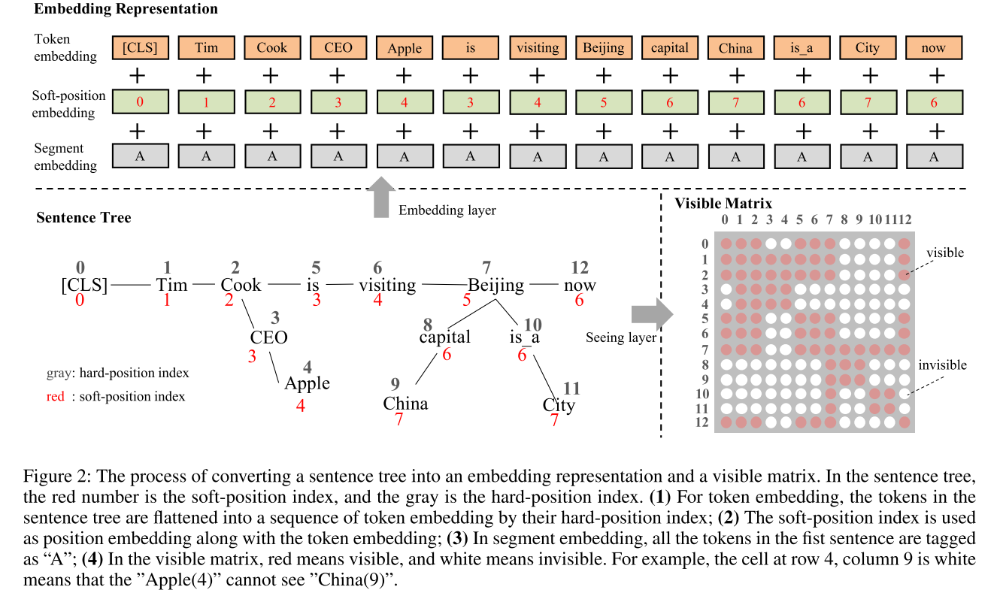 Embedding Representation
Token embedding [CLS] Tim Cook CEO Apple is visiting Beijing capital China is_a City now
+ + + + + + + + + + + + +
Soft-position embedding 0 1 2 3 4 3 4 5 6 7 6 7 6
+ + + + + + + + + + + + +
Segment embedding A A A A A A A A A A A A A
Embedding layer
Sentence Tree
0 1 2 5 6 7 12
[CLS] Tim Cook is visiting Beijing now
0 1 2 3 4 5 6
3 8 10
CEO capital is_a
3 6 6
gray: hard-position index
red : soft-position index
4 9 11
Apple China City
4 7 7
Seeing layer
Visible Matrix
0 1 2 3 4 5 6 7 8 9 10 11 12
0
1
2
3
4
5
6
7
8
9
10
11
12
visible
invisible
Figure 2: The process of converting a sentence tree into an embedding representation and a visible matrix. In the sentence tree,
the red number is the soft-position index, and the gray is the hard-position index. (1) For token embedding, the tokens in the
sentence tree are flattened into a sequence of token embedding by their hard-position index; (2) The soft-position index is used
as position embedding along with the token embedding; (3) In segment embedding, all the tokens in the fist sentence are tagged
as “A”; (4) In the visible matrix, red means visible, and white means invisible. For example, the cell at row 4, column 9 is white
means that the ”Apple(4)” cannot see ”China(9)”.